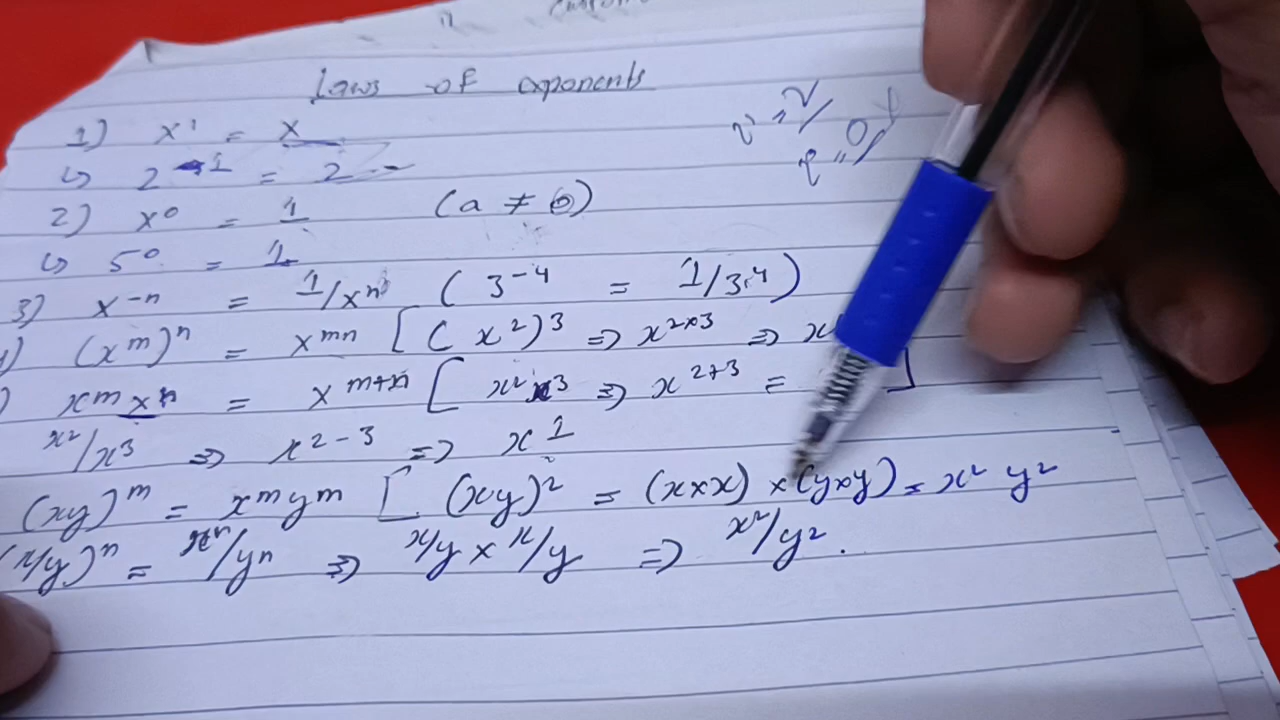 Laws of exponents
1) x¹ = x
↳ 2¹ = 2
2) x⁰ = 1 (a ≠ 0)
↳ 5⁰ = 1
3) x⁻ⁿ = 1/xⁿ ( 3⁻⁴ = 1/3⁴ )
(xᵐ)ⁿ = xᵐⁿ [ ( x² )³ ⇒ x²ˣ³ ⇒ x
xᵐ xⁿ = xᵐ⁺ⁿ [ x² x³ ⇒ x²⁺³ = ]
x²/x³ ⇒ x²⁻³ ⇒ x¹
(xy)ᵐ = xᵐyᵐ [ (xy)² = (x×x) × (y×y) = x² y²
(x/y)ⁿ = xⁿ/yⁿ ⇒ x/y × x/y ⇒ x²/y² .